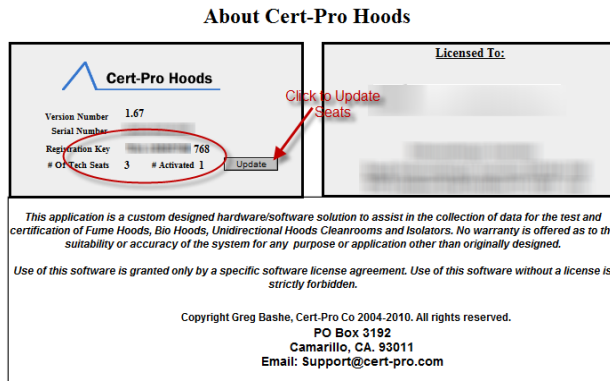 About Cert-Pro Hoods
Cert-Pro Hoods
Version Number 1.67
Serial Number
Registration Key 768
# Of Tech Seats 3 # Activated 1 Update
Click to Update
Seats
Licensed To:
This application is a custom designed hardware/software solution to assist in the collection of data for the test and
certification of Fume Hoods, Bio Hoods, Unidirectional Hoods Cleanrooms and Isolators. No warranty is offered as to th
suitability or accuracy of the system for any purpose or application other than originally designed.
Use of this software is granted only by a specific software license agreement. Use of this software without a license is
strictly forbidden.
Copyright Greg Bashe, Cert-Pro Co 2004-2010. All rights reserved.
PO Box 3192
Camarillo, CA. 93011
Email: Support@cert-pro.com